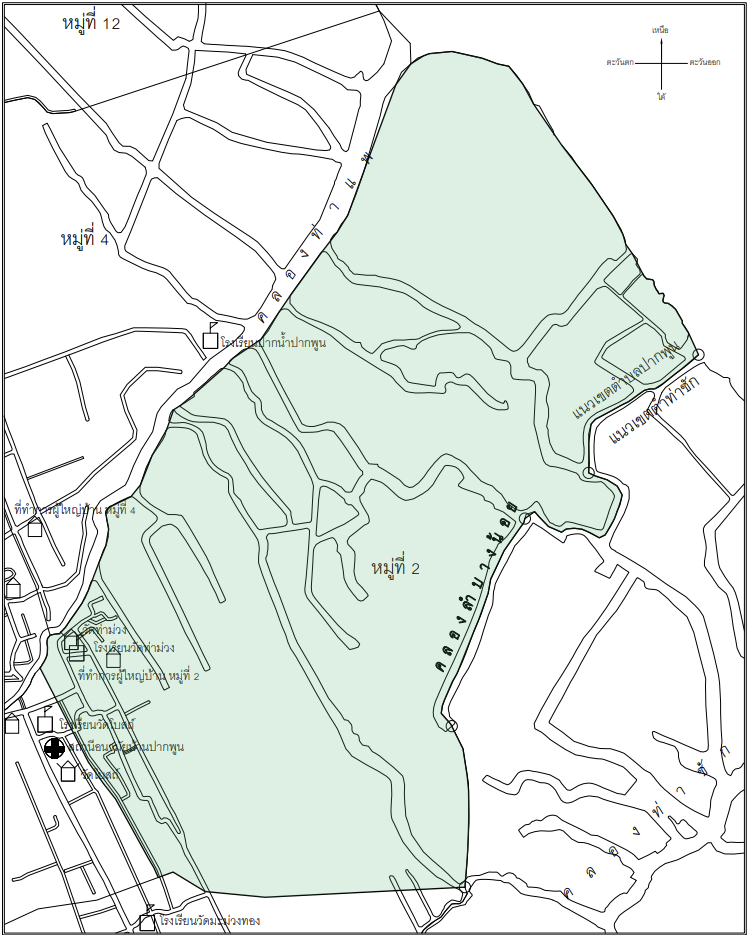 หมู่ที่ 12
เหนือ
ตะวันตก
ตะวันออก
ใต้
คลองท่าแพ
หมู่ที่ 4
โรงเรียนปากน้ำปากพูน
แนวเขตตำบลปากพูน
แนวเขตตำท่าซัก
ที่ทำการผู้ใหญ่บ้าน หมู่ที่ 4
หมู่ที่ 2
คลองลำบางน้อย
วัดท่าม่วง
โรงเรียนวัดท่าม่วง
ที่ทำการผู้ใหญ่บ้าน หมู่ที่ 2
โรงเรียนวัดโบสถ์
สถานีอนามัยบ้านปากพูน
วัดโบสถ์
คลองท่าซัก
โรงเรียนวัดมะม่วงทอง